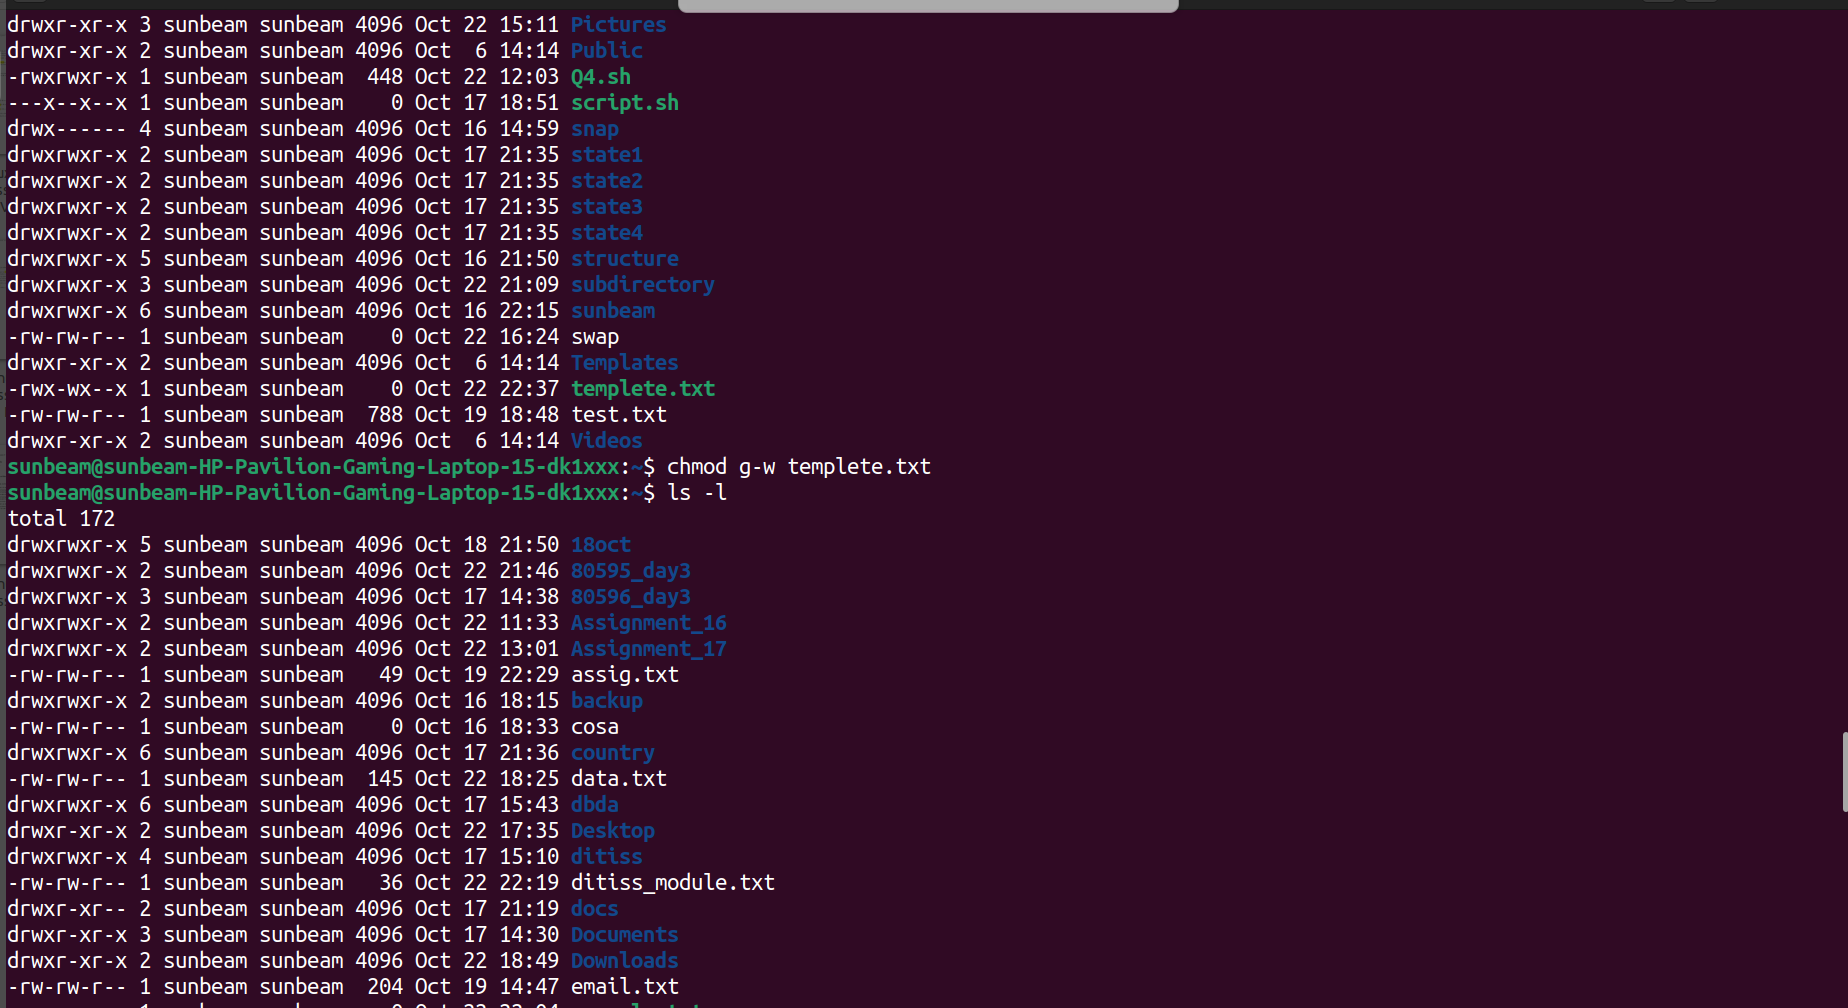 drwxr-xr-x 3 sunbeam sunbeam 4096 Oct 22 15:11 Pictures
drwxr-xr-x 2 sunbeam sunbeam 4096 Oct  6 14:14 Public
-rwxrwxr-x 1 sunbeam sunbeam  448 Oct 22 12:03 Q4.sh
---x--x--x 1 sunbeam sunbeam    0 Oct 17 18:51 script.sh
drwx------ 4 sunbeam sunbeam 4096 Oct 16 14:59 snap
drwxrwxr-x 2 sunbeam sunbeam 4096 Oct 17 21:35 state1
drwxrwxr-x 2 sunbeam sunbeam 4096 Oct 17 21:35 state2
drwxrwxr-x 2 sunbeam sunbeam 4096 Oct 17 21:35 state3
drwxrwxr-x 2 sunbeam sunbeam 4096 Oct 17 21:35 state4
drwxrwxr-x 5 sunbeam sunbeam 4096 Oct 16 21:50 structure
drwxrwxr-x 3 sunbeam sunbeam 4096 Oct 22 21:09 subdirectory
drwxrwxr-x 6 sunbeam sunbeam 4096 Oct 16 22:15 sunbeam
-rw-rw-r-- 1 sunbeam sunbeam    0 Oct 22 16:24 swap
drwxr-xr-x 2 sunbeam sunbeam 4096 Oct  6 14:14 Templates
-rwx-wx--x 1 sunbeam sunbeam    0 Oct 22 22:37 templete.txt
-rw-rw-r-- 1 sunbeam sunbeam  788 Oct 19 18:48 test.txt
drwxr-xr-x 2 sunbeam sunbeam 4096 Oct  6 14:14 Videos
sunbeam@sunbeam-HP-Pavilion-Gaming-Laptop-15-dk1xxx:~$ chmod g-w templete.txt
sunbeam@sunbeam-HP-Pavilion-Gaming-Laptop-15-dk1xxx:~$ ls -l
total 172
drwxrwxr-x 5 sunbeam sunbeam 4096 Oct 18 21:50 18oct
drwxrwxr-x 2 sunbeam sunbeam 4096 Oct 22 21:46 80595_day3
drwxrwxr-x 3 sunbeam sunbeam 4096 Oct 17 14:38 80596_day3
drwxrwxr-x 2 sunbeam sunbeam 4096 Oct 22 11:33 Assignment_16
drwxrwxr-x 2 sunbeam sunbeam 4096 Oct 22 13:01 Assignment_17
-rw-rw-r-- 1 sunbeam sunbeam   49 Oct 19 22:29 assig.txt
drwxrwxr-x 2 sunbeam sunbeam 4096 Oct 16 18:15 backup
-rw-rw-r-- 1 sunbeam sunbeam    0 Oct 16 18:33 cosa
drwxrwxr-x 6 sunbeam sunbeam 4096 Oct 17 21:36 country
-rw-rw-r-- 1 sunbeam sunbeam  145 Oct 22 18:25 data.txt
drwxrwxr-x 6 sunbeam sunbeam 4096 Oct 17 15:43 dbda
drwxr-xr-x 2 sunbeam sunbeam 4096 Oct 22 17:35 Desktop
drwxrwxr-x 4 sunbeam sunbeam 4096 Oct 17 15:10 ditiss
-rw-rw-r-- 1 sunbeam sunbeam   36 Oct 22 22:19 ditiss_module.txt
drwxr-xr-- 2 sunbeam sunbeam 4096 Oct 17 21:19 docs
drwxr-xr-x 3 sunbeam sunbeam 4096 Oct 17 14:30 Documents
drwxr-xr-x 2 sunbeam sunbeam 4096 Oct 22 18:49 Downloads
-rw-rw-r-- 1 sunbeam sunbeam  204 Oct 19 14:47 email.txt